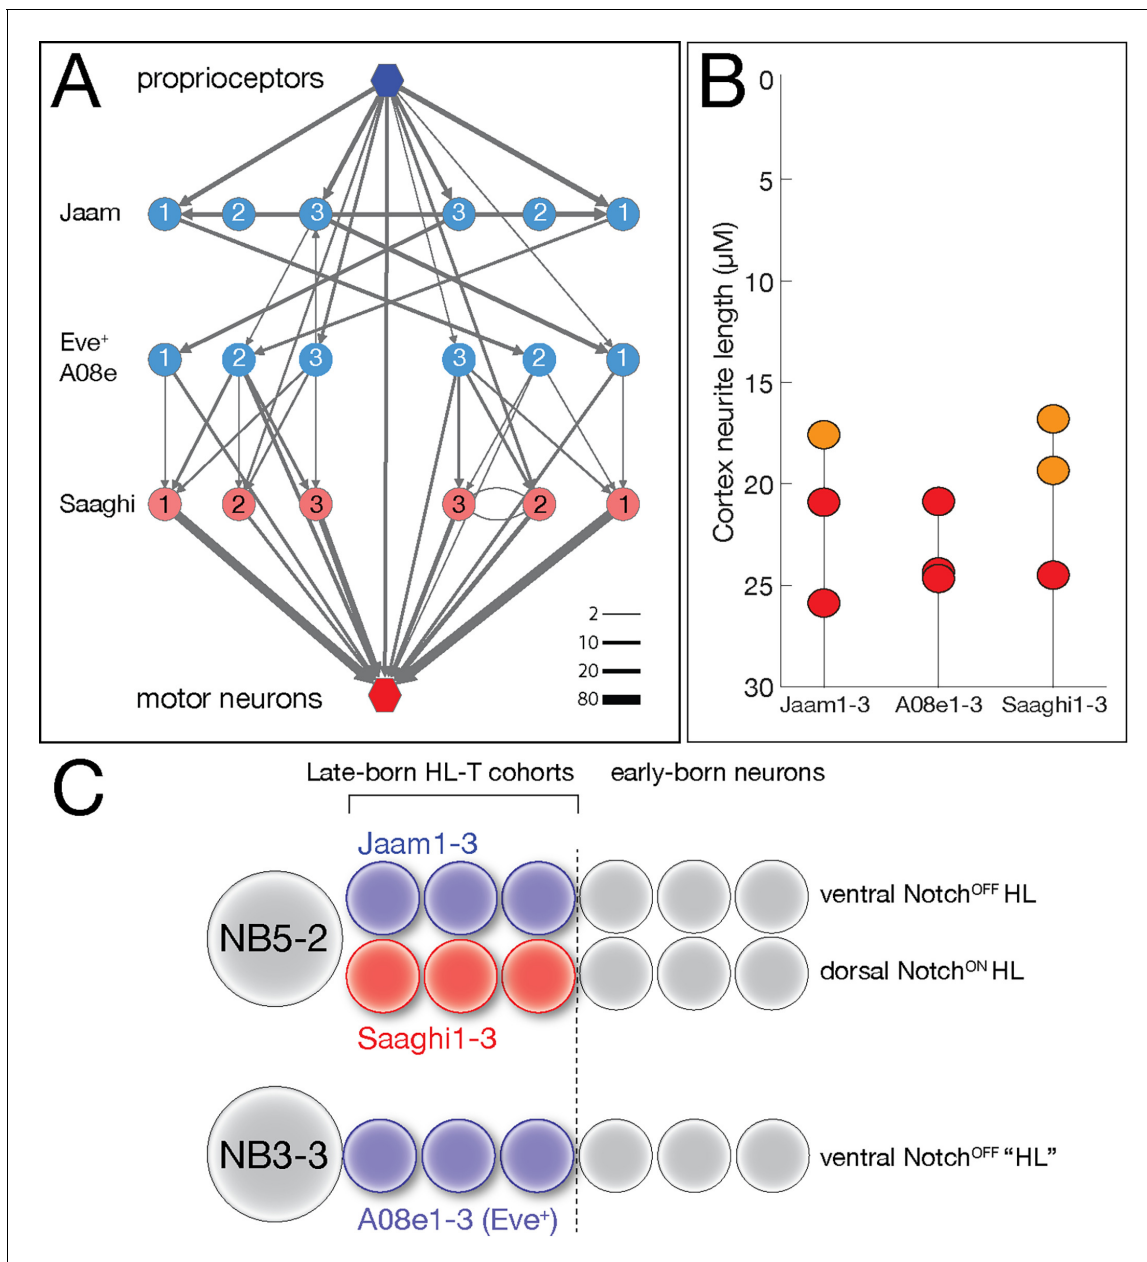 A
proprioceptors
Jaam
1 2 3 3 2 1
Eve⁺
A08e
1 2 3 3 2 1
Saaghi
1 2 3 3 2 1
2
10
20
80
motor neurons
B
Cortex neurite length (μM)
0
5
10
15
20
25
30
Jaam1-3 A08e1-3 Saaghi1-3
C
Late-born HL-T cohorts early-born neurons
Jaam1-3
ventral Notchᴼᶠᶠ HL
NB5-2
dorsal Notchᴼᴺ HL
Saaghi1-3
NB3-3
ventral Notchᴼᶠᶠ “HL”
A08e1-3 (Eve⁺)